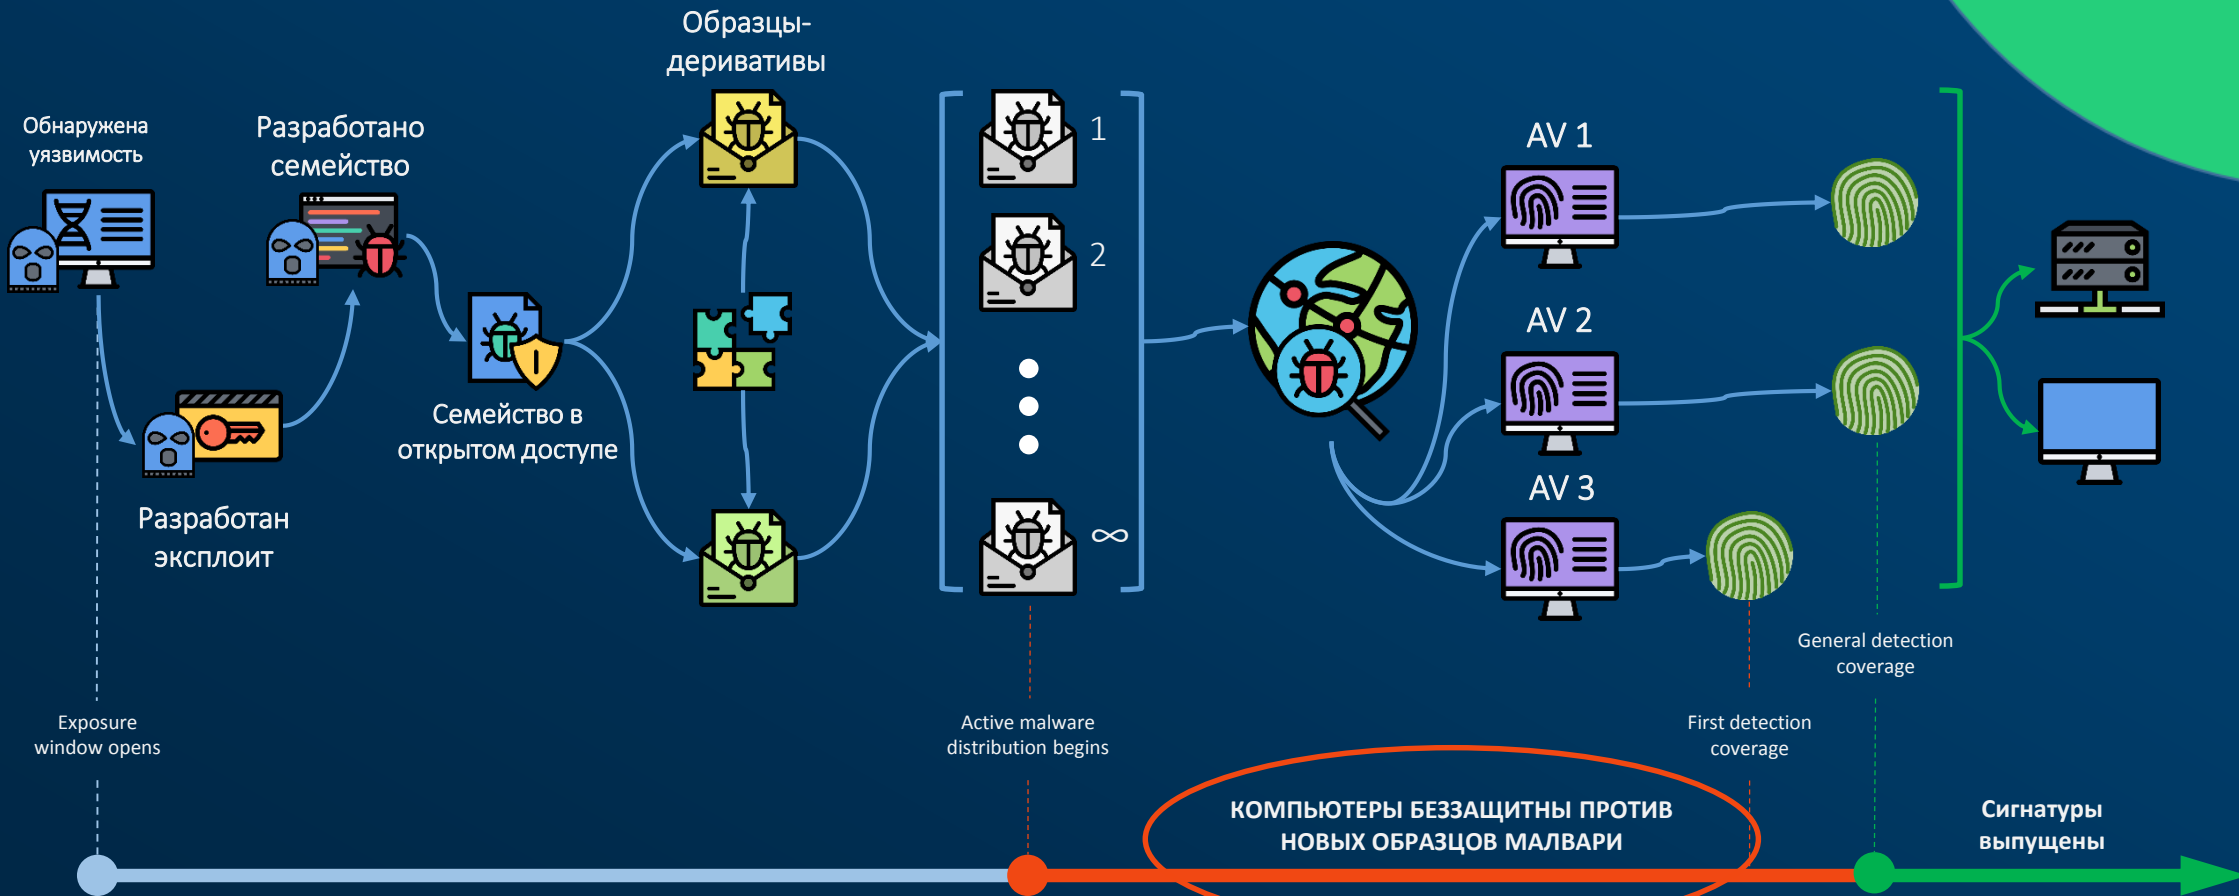 Обнаружена
уязвимость
Разработан
эксплоит
Разработано
семейство
Семейство в
открытом доступе
Образцы-
деривативы
1
2
∞
AV 1
AV 2
AV 3
Exposure
window opens
Active malware
distribution begins
First detection
coverage
General detection
coverage
КОМПЬЮТЕРЫ БЕЗЗАЩИТНЫ ПРОТИВ
НОВЫХ ОБРАЗЦОВ МАЛВАРИ
Сигнатуры
выпущены